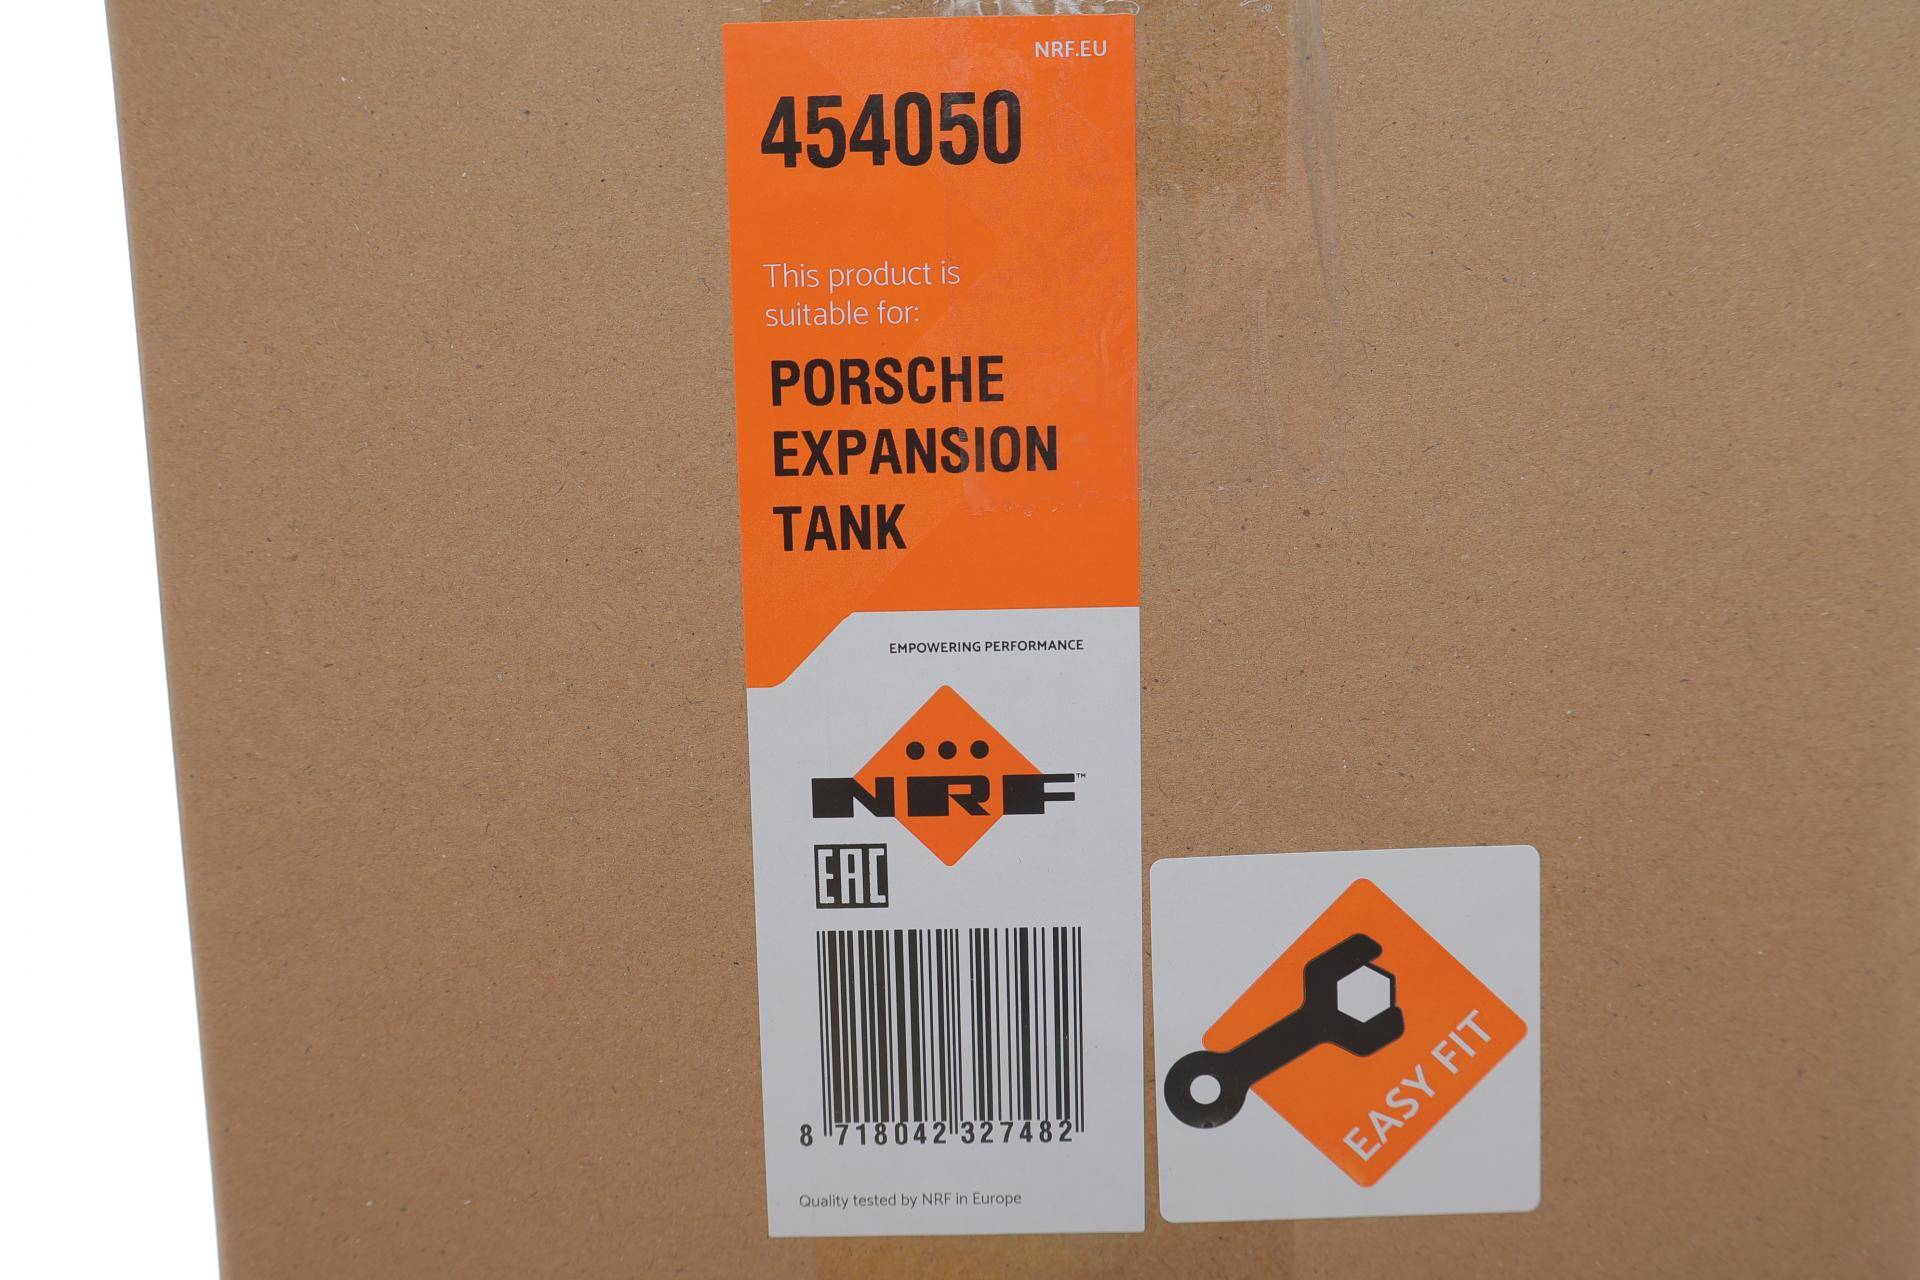 NRF.EU
454050
This product is
suitable for:
PORSCHE
EXPANSION
TANK
EMPOWERING PERFORMANCE
NRF™
EAC
8 718042 327482
Quality tested by NRF in Europe
EASY FIT